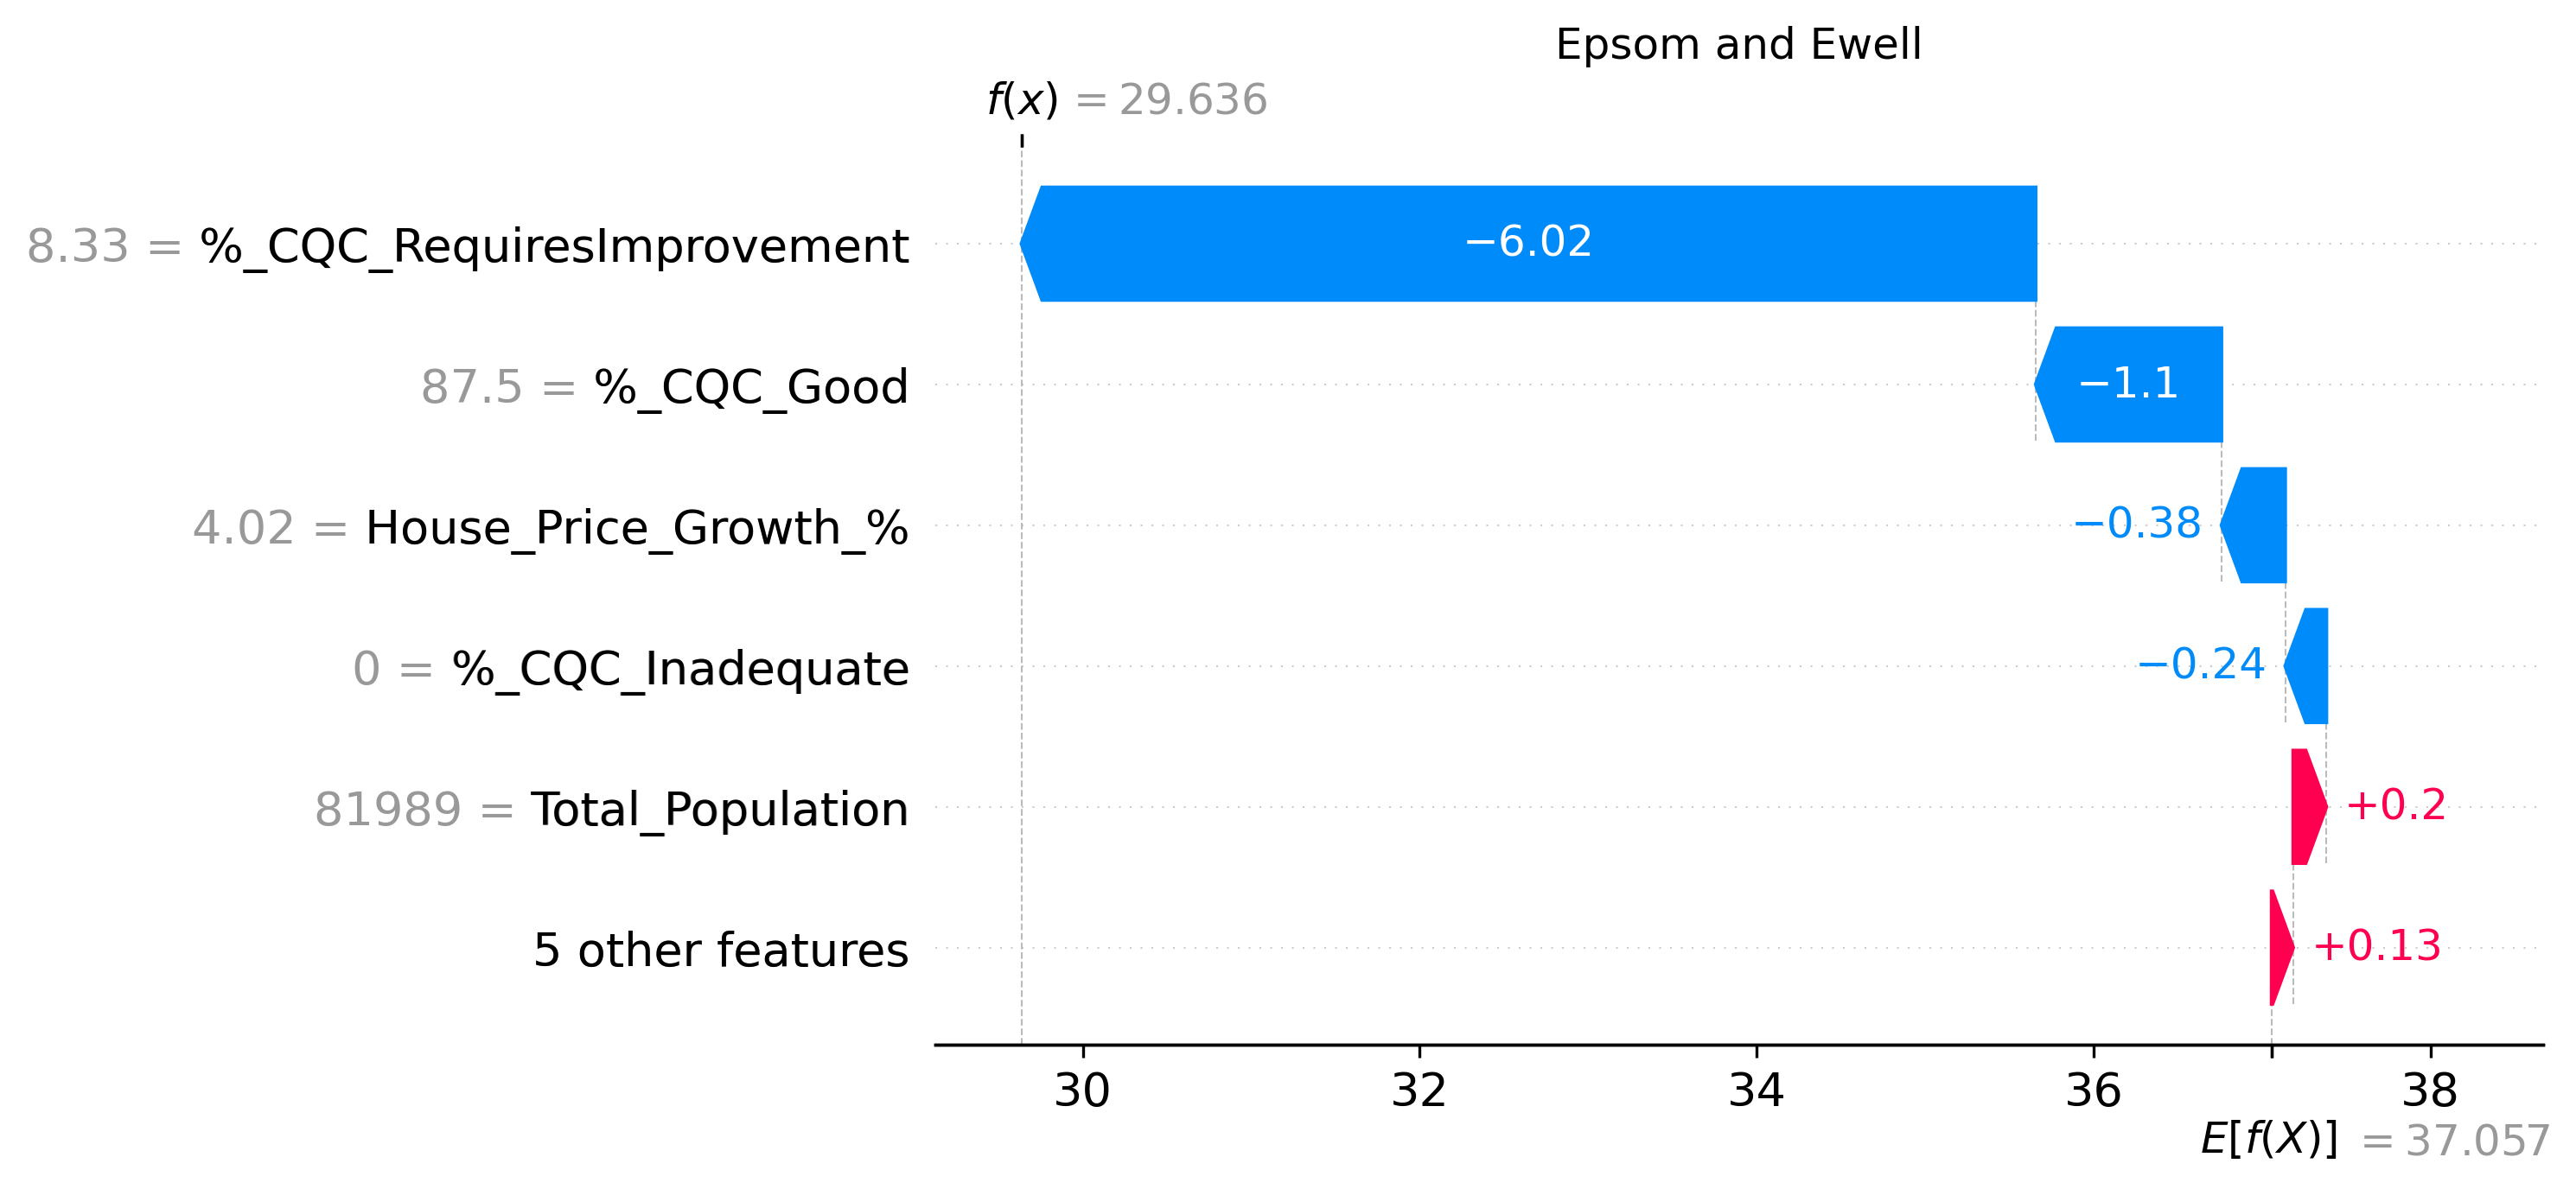 Epsom and Ewell
f(x) = 29.636
8.33 = %_CQC_RequiresImprovement
−6.02
87.5 = %_CQC_Good
−1.1
4.02 = House_Price_Growth_%
−0.38
0 = %_CQC_Inadequate
−0.24
81989 = Total_Population
+0.2
5 other features
+0.13
30 32 34 36 38
E[f(X)] = 37.057